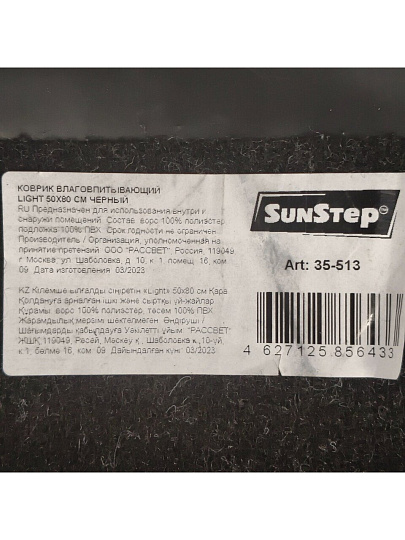 КОВРИК ВЛАГОВПИТЫВАЮЩИЙ
LIGHT 50X80 СМ ЧЕРНЫЙ
RU Предназначен для использования внутри и
снаружи помещений. Состав: ворс 100% полиэстер,
подложка 100% ПВХ. Срок годности не ограничен.
Производитель / Организация, уполномоченная на
принятие претензий: ООО "РАССВЕТ", Россия, 119049
г. Москва, ул. Шаболовка, д. 10, к. 1, помещ. 16, ком.
09. Дата изготовления: 03/2023
KZ Кілемше ылғалды сіңіретін «Light» 50x80 см Қара
Қолдануға арналған ішкі және сыртқы үй-жайлар
Құрамы: ворс 100% полиэстер, төсем 100% ПВХ
Жарамдылық мерзімі шектелмеген. Өндіруші /
Шағымдарды қабылдауға Уәкілетті ұйым: "РАССВЕТ"
ЖШҚ 119049, Ресей, Мәскеу қ., Шаболовка к., 10-үй,
к.1, бөлме 16, ком. 09. Дайындалған күні: 03/2023
SUNSTEP
Art: 35-513
4 627125 856433